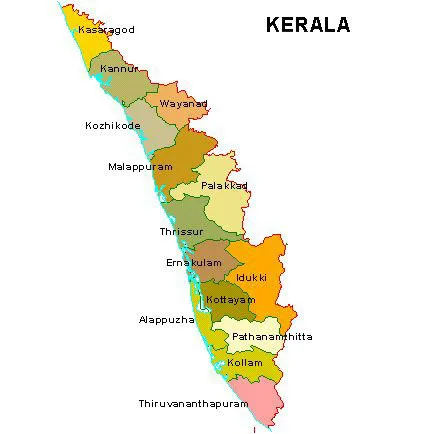 KERALA
Kasaragod
Kannur
Wayanad
Kozhikode
Malappuram
Palakkad
Thrissur
Ernakulam
Idukki
Kottayam
Alappuzha
Pathanamthitta
Kollam
Thiruvananthapuram